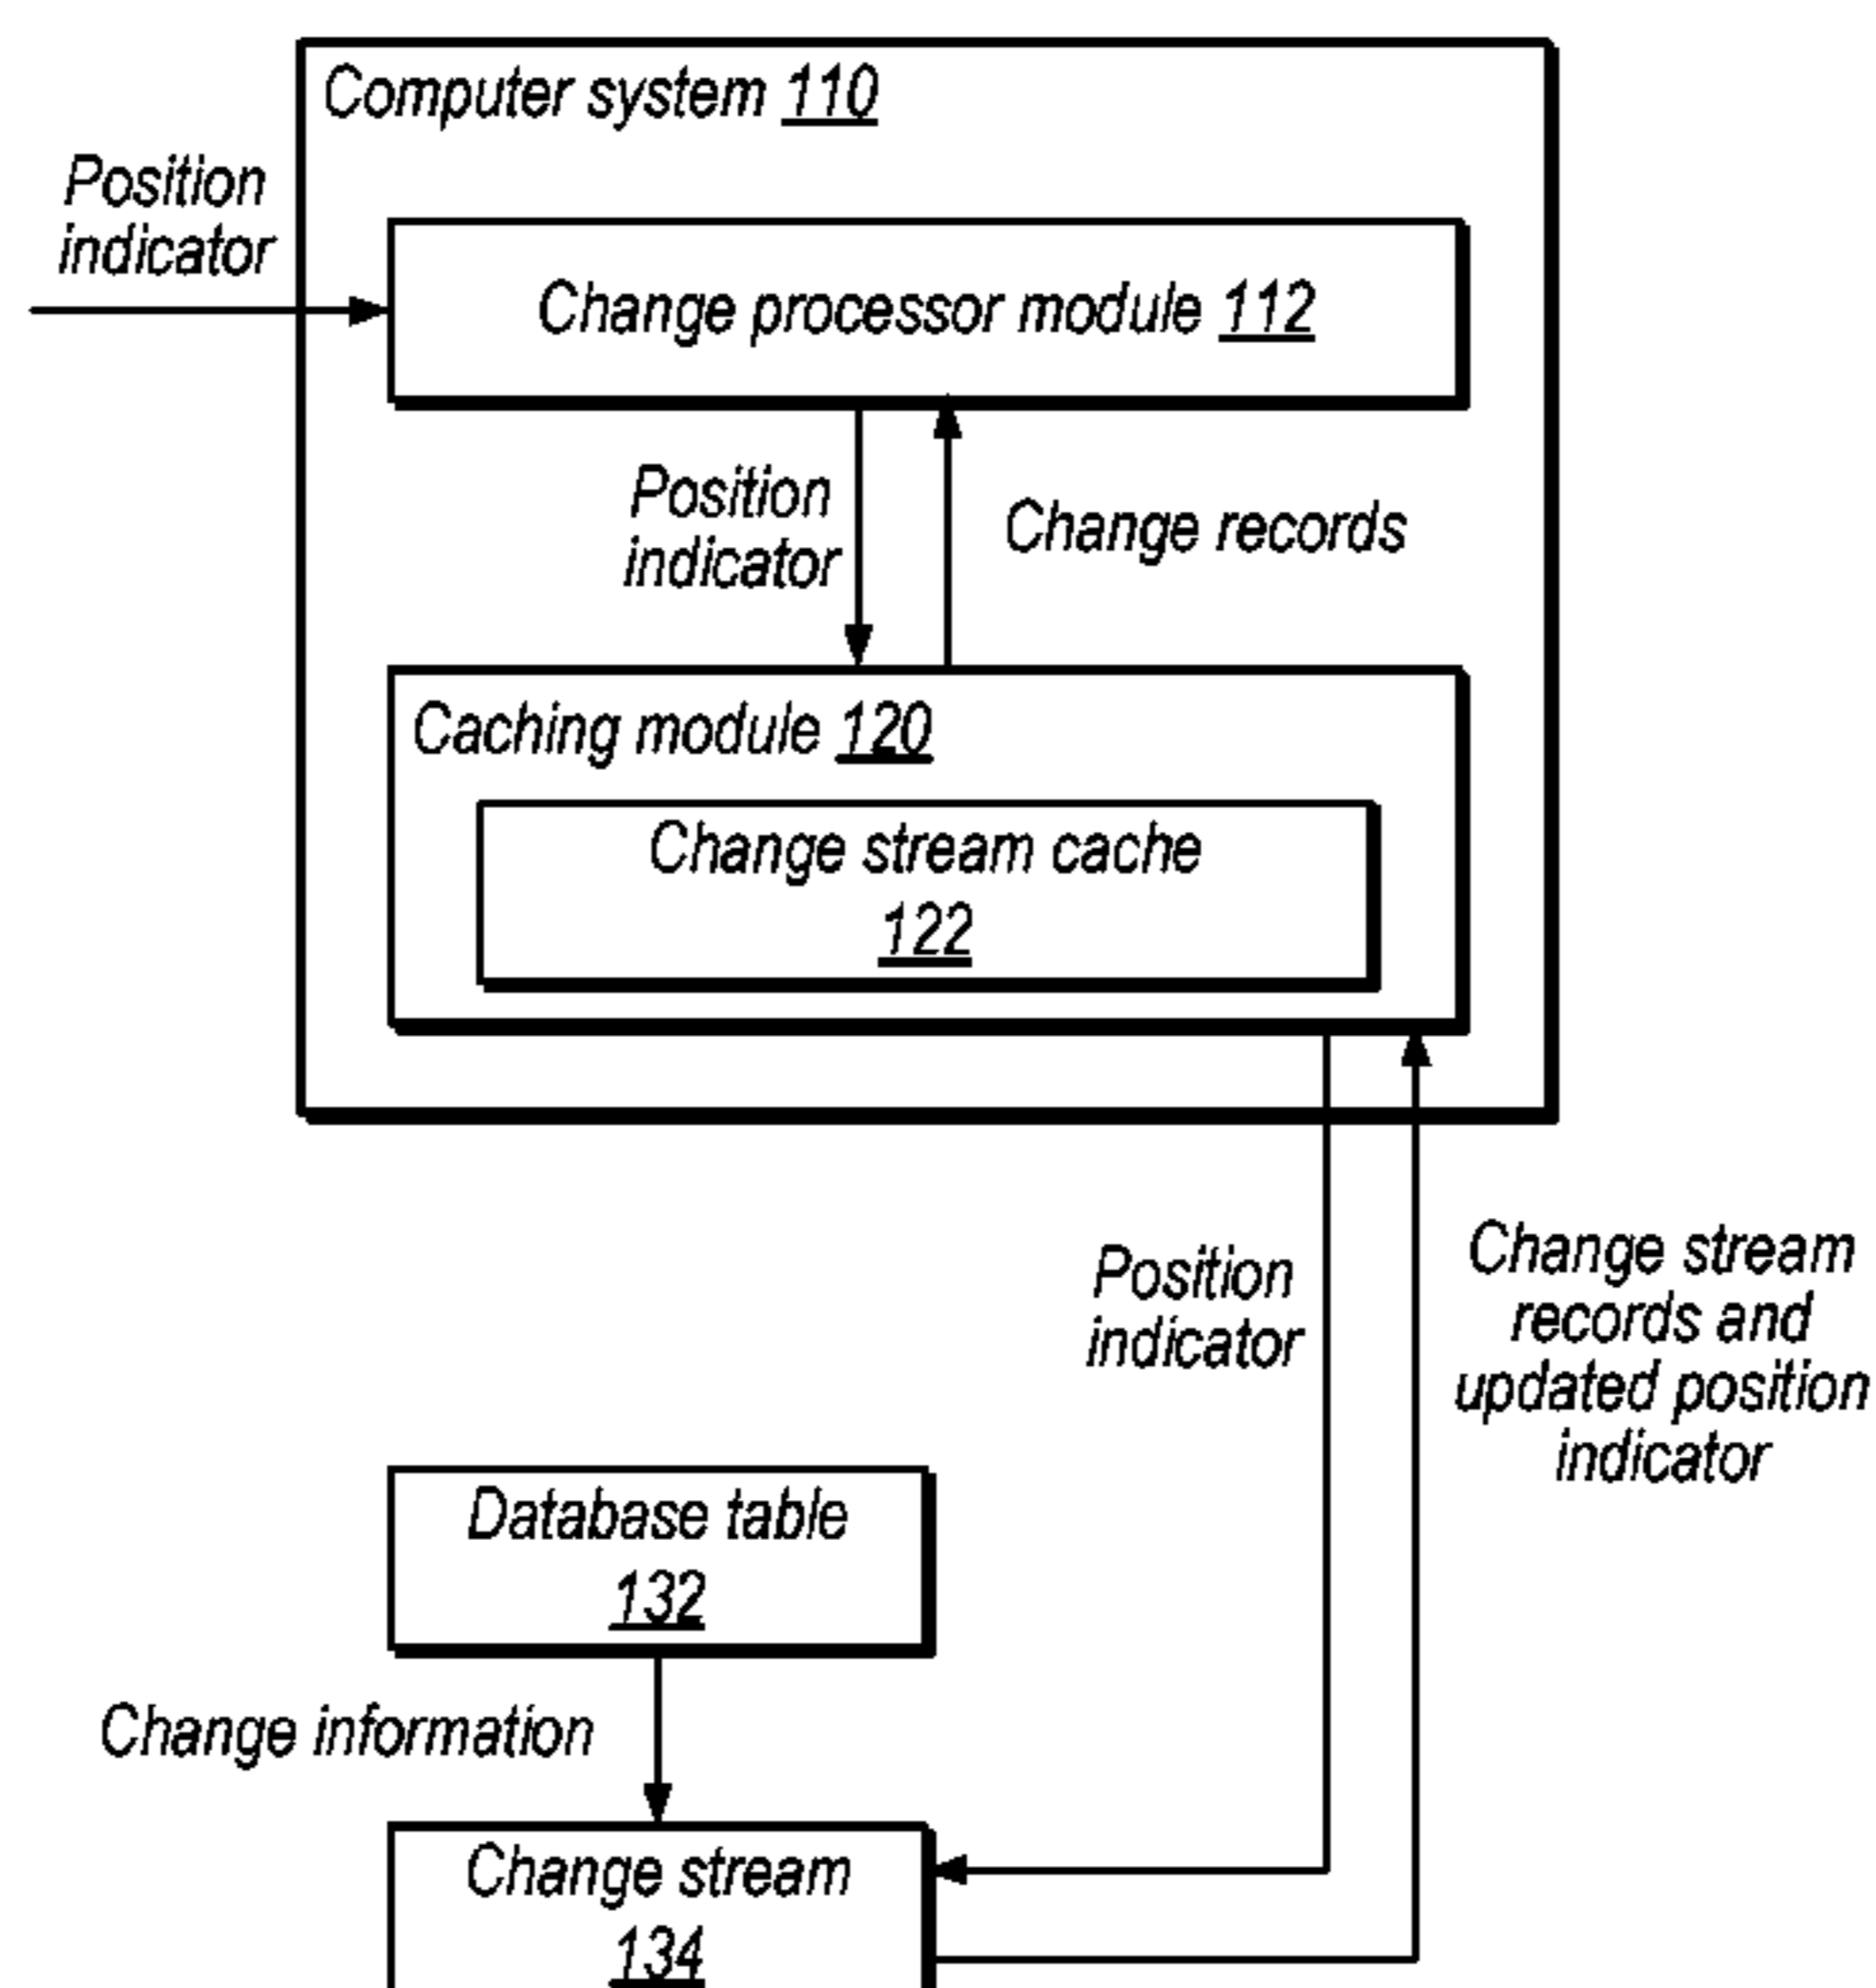 Computer system 110
Position
indicator
Change processor module 112
Position
indicator
Change records
Caching module 120
Change stream cache
122
Position
indicator
Change stream
records and
updated position
indicator
Database table
132
Change information
Change stream
134